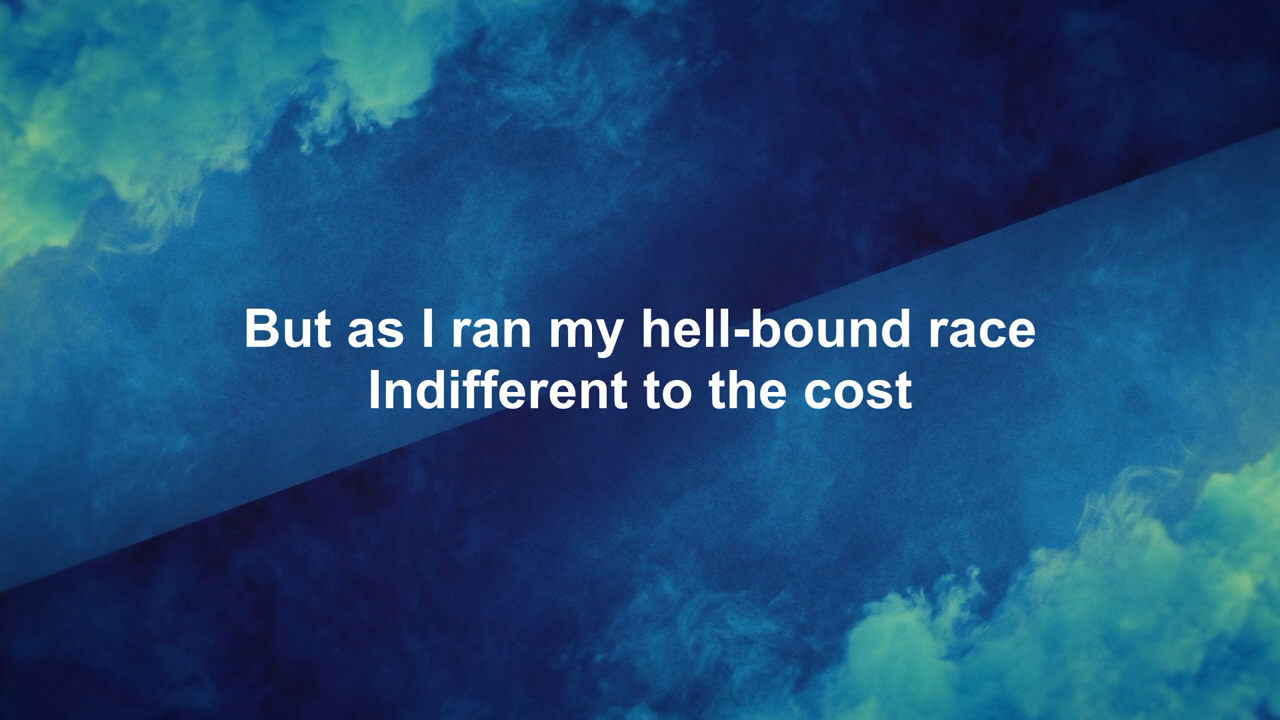 But as I ran my hell-bound race
Indifferent to the cost